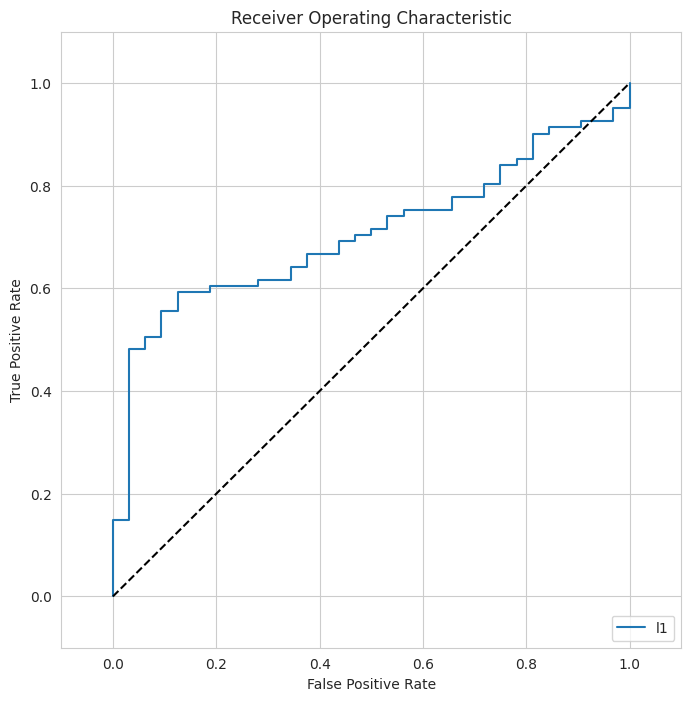 Receiver Operating Characteristic
True Positive Rate
1.0
0.8
0.6
0.4
0.2
0.0
0.0 0.2 0.4 0.6 0.8 1.0
False Positive Rate
l1